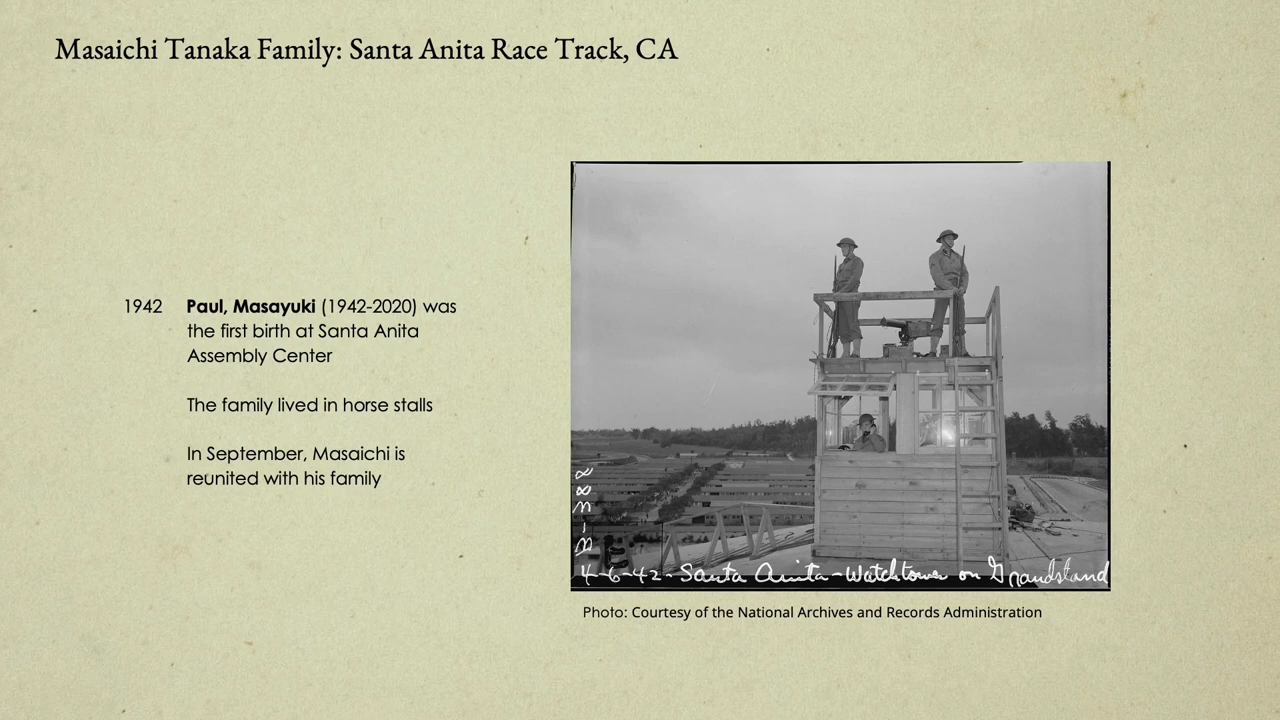 Masaichi Tanaka Family: Santa Anita Race Track, CA
1942 Paul, Masayuki (1942-2020) was
the first birth at Santa Anita
Assembly Center
The family lived in horse stalls
In September, Masaichi is
reunited with his family
B-382
4-6-42-Santa Anita-Watchtower on Grandstand
Photo: Courtesy of the National Archives and Records Administration